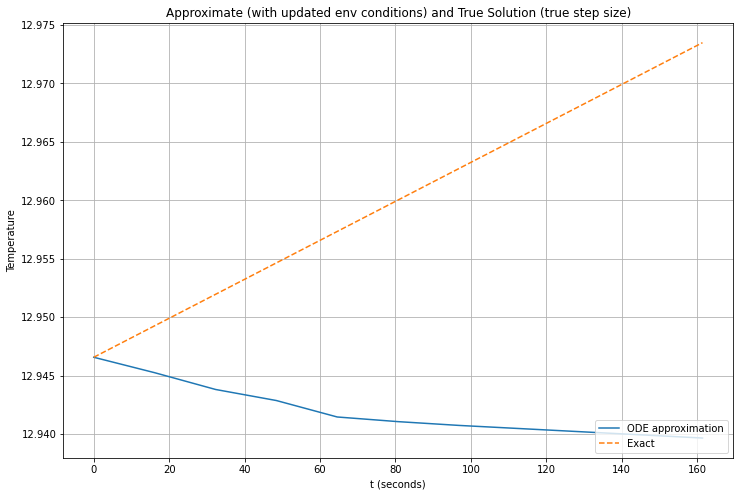 Approximate (with updated env conditions) and True Solution (true step size)
12.975
12.970
12.965
12.960
12.955
12.950
12.945
12.940
Temperature
0 20 40 60 80 100 120 140 160
t (seconds)
ODE approximation
Exact